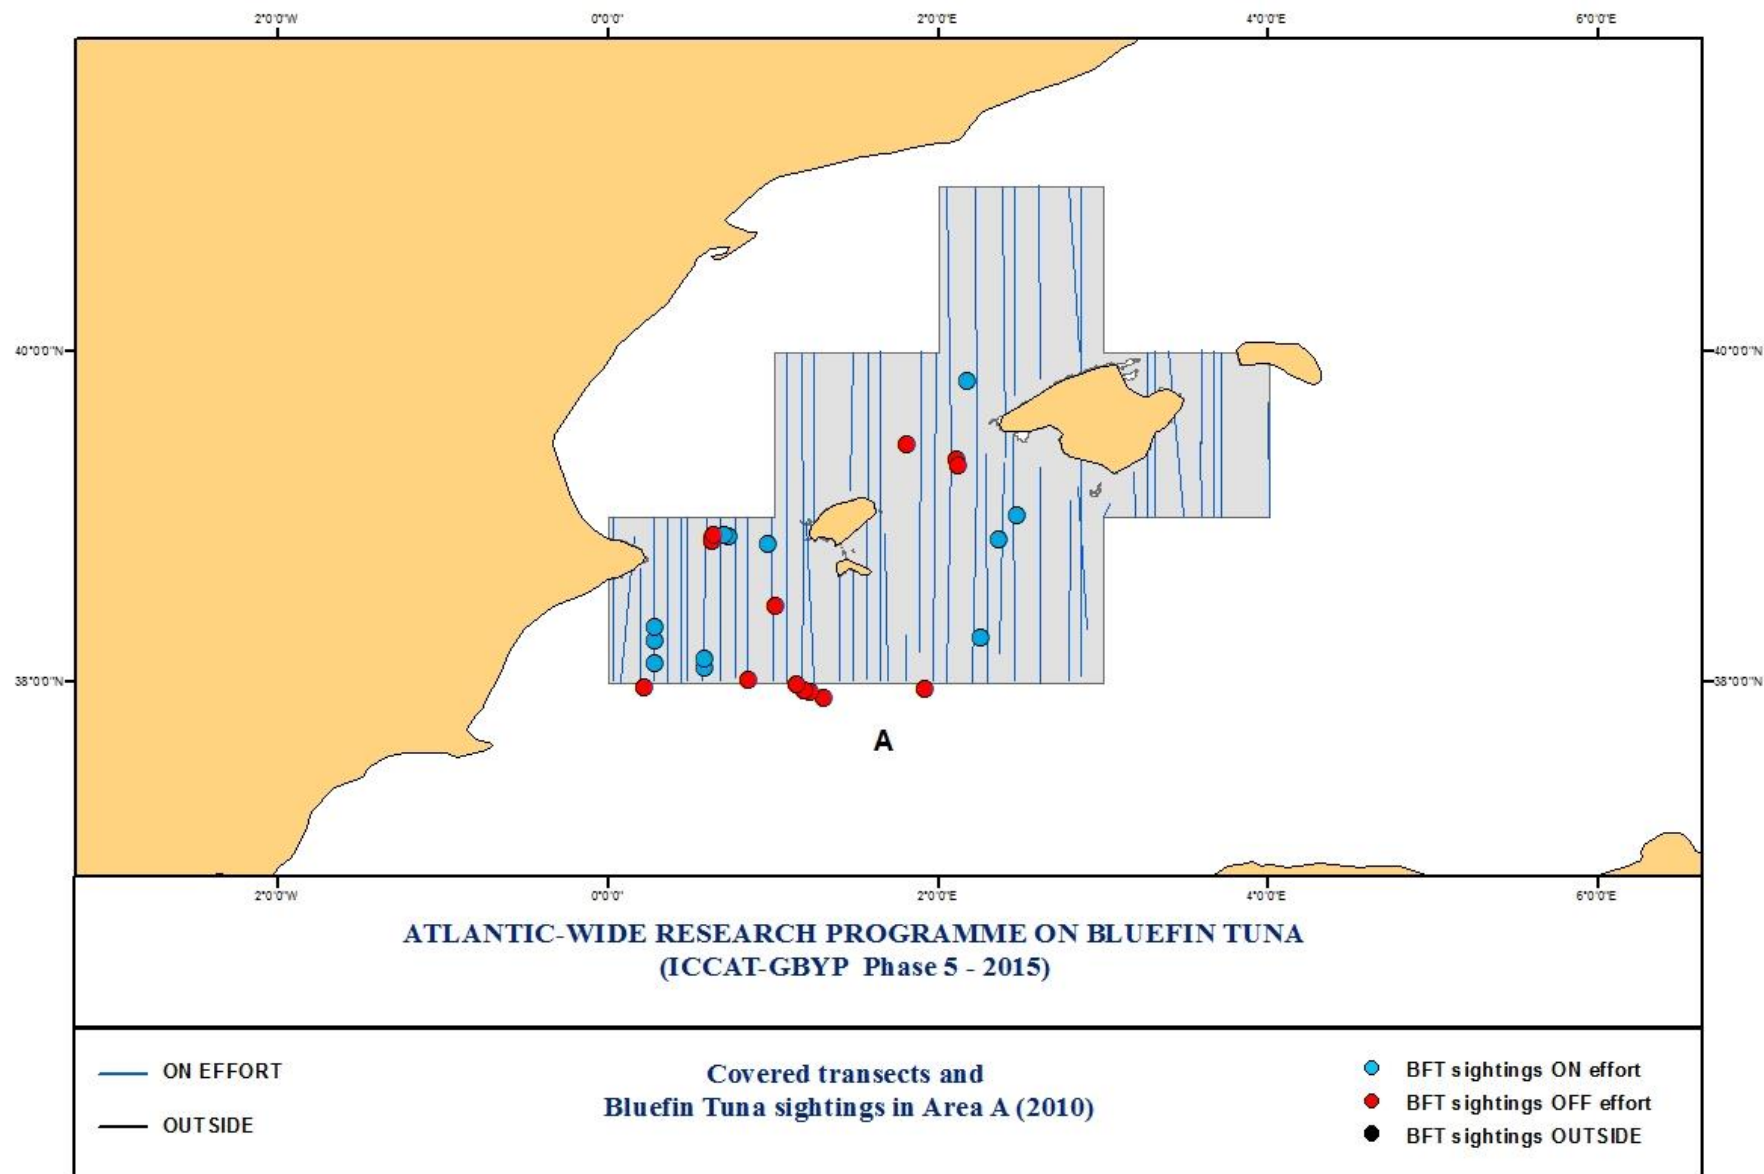 2°0'0"W 0°0'0" 2°0'0"E 4°0'0"E 6°0'0"E
40°0'0"N 40°0'0"N
38°0'0"N 38°0'0"N
A
2°0'0"W 0°0'0" 2°0'0"E 4°0'0"E 6°0'0"E
ATLANTIC-WIDE RESEARCH PROGRAMME ON BLUEFIN TUNA
(ICCAT-GBYP Phase 5 - 2015)
ON EFFORT
OUTSIDE
Covered transects and
Bluefin Tuna sightings in Area A (2010)
BFT sightings ON effort
BFT sightings OFF effort
BFT sightings OUTSIDE